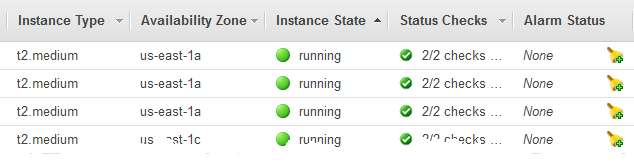 Instance Type Availability Zone Instance State Status Checks Alarm Status
t2.medium us-east-1a running 2/2 checks ... None
t2.medium us-east-1a running 2/2 checks ... None
t2.medium us-east-1a running 2/2 checks ... None
t2.medium us-east-1c running 2/2 checks ... None